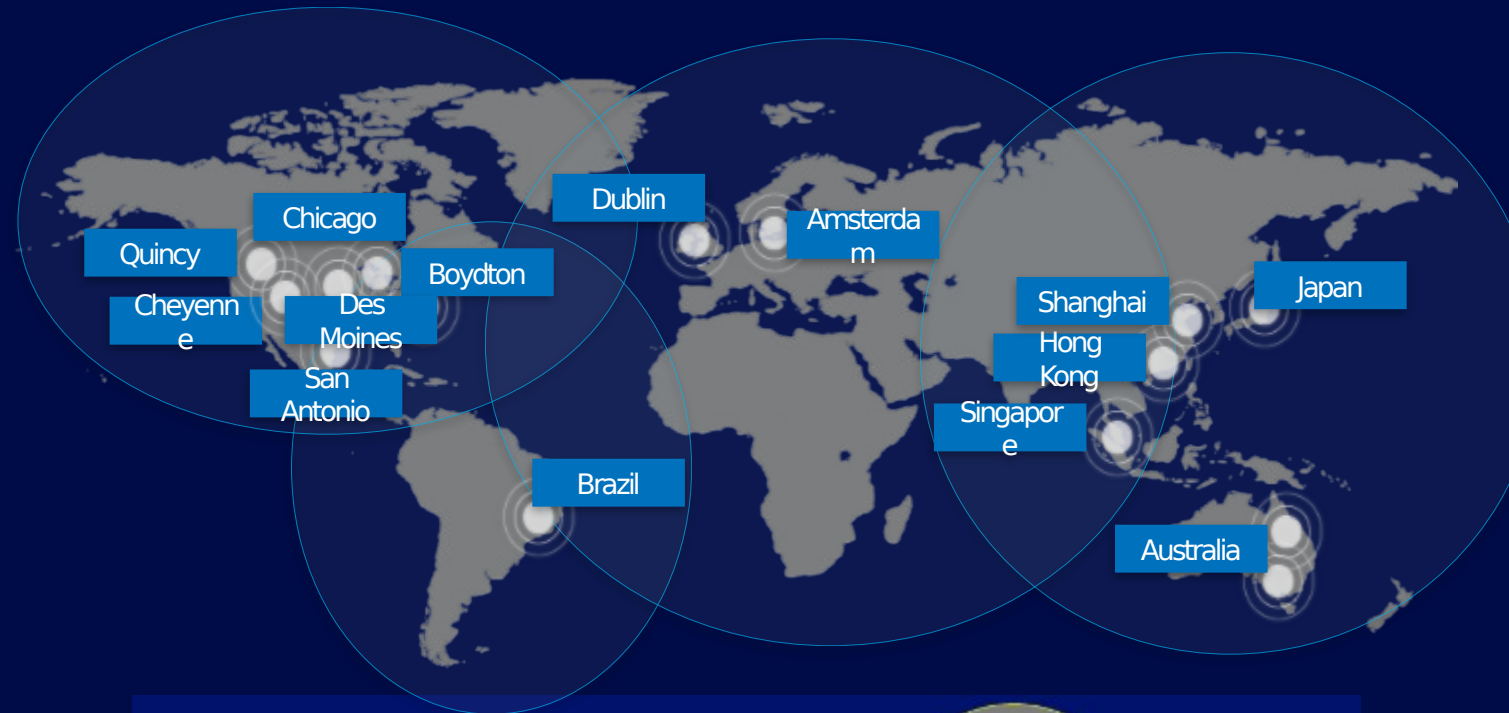 Dublin
Chicago
Amsterda
m
Quincy
Boydton
Cheyenn
e
Des
Moines
San
Antonio
Shanghai
Japan
Hong
Kong
Singapor
e
Brazil
Australia